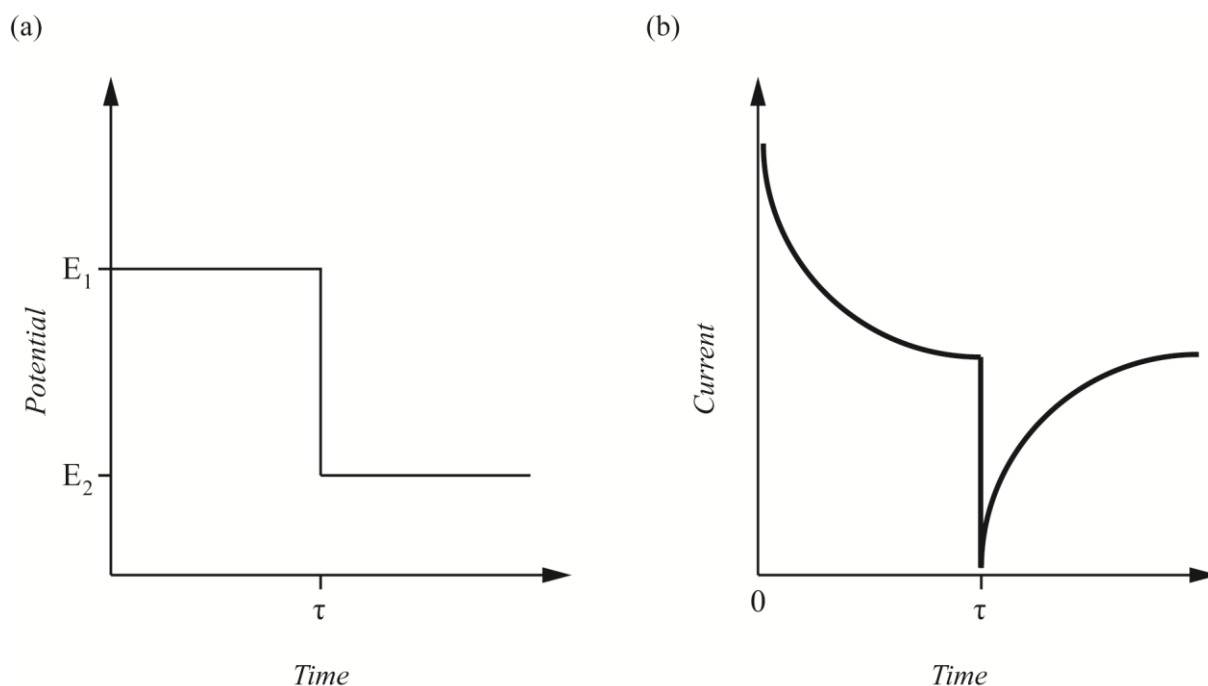 (a)
E₁
Potential
E₂
τ
Time
(b)
Current
0
τ
Time